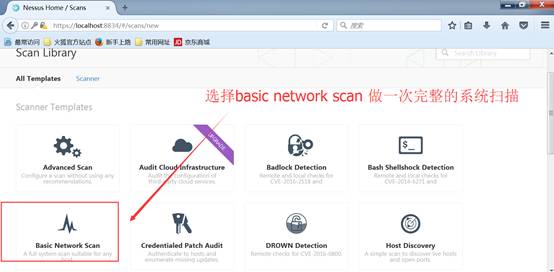 Nessus Home / Scans
https://localhost:8834/#/scans/new
搜索
最常访问
火狐官方站点
新手上路
常用网址
JD
京东商城
Scan Library
Search Library
All Templates
Scanner
Scanner Templates
选择basic network scan 做一次完整的系统扫描
UPGRADE
Advanced Scan
Configure a scan without using any recommendations.
Audit Cloud Infrastructure
Audit the configuration of third-party cloud services.
Badlock Detection
Remote and local checks for CVE-2016-2118 and
Bash Shellshock Detection
Remote and local checks for CVE-2014-6271 and
Basic Network Scan
A full system scan suitable for any
Credentialed Patch Audit
Authenticate to hosts and enumerate missing updates.
DROWN Detection
Remote checks for CVE-2016-0800.
Host Discovery
A simple scan to discover live hosts and open ports.